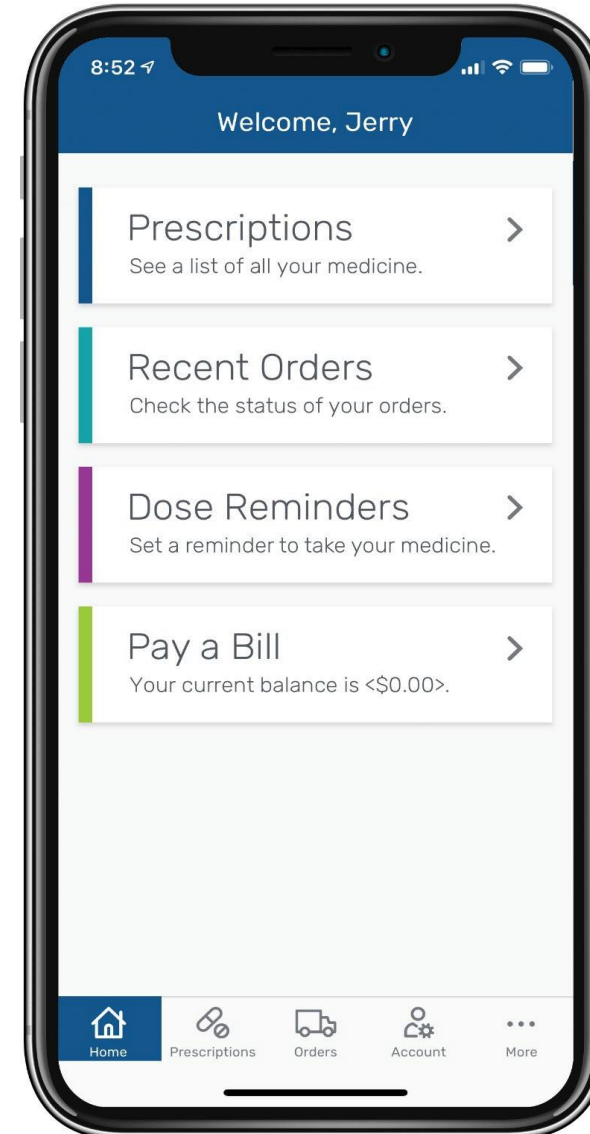 8:52
Welcome, Jerry
Prescriptions
See a list of all your medicine.
Recent Orders
Check the status of your orders.
Dose Reminders
Set a reminder to take your medicine.
Pay a Bill
Your current balance is <$0.00>.
Home Prescriptions Orders Account More